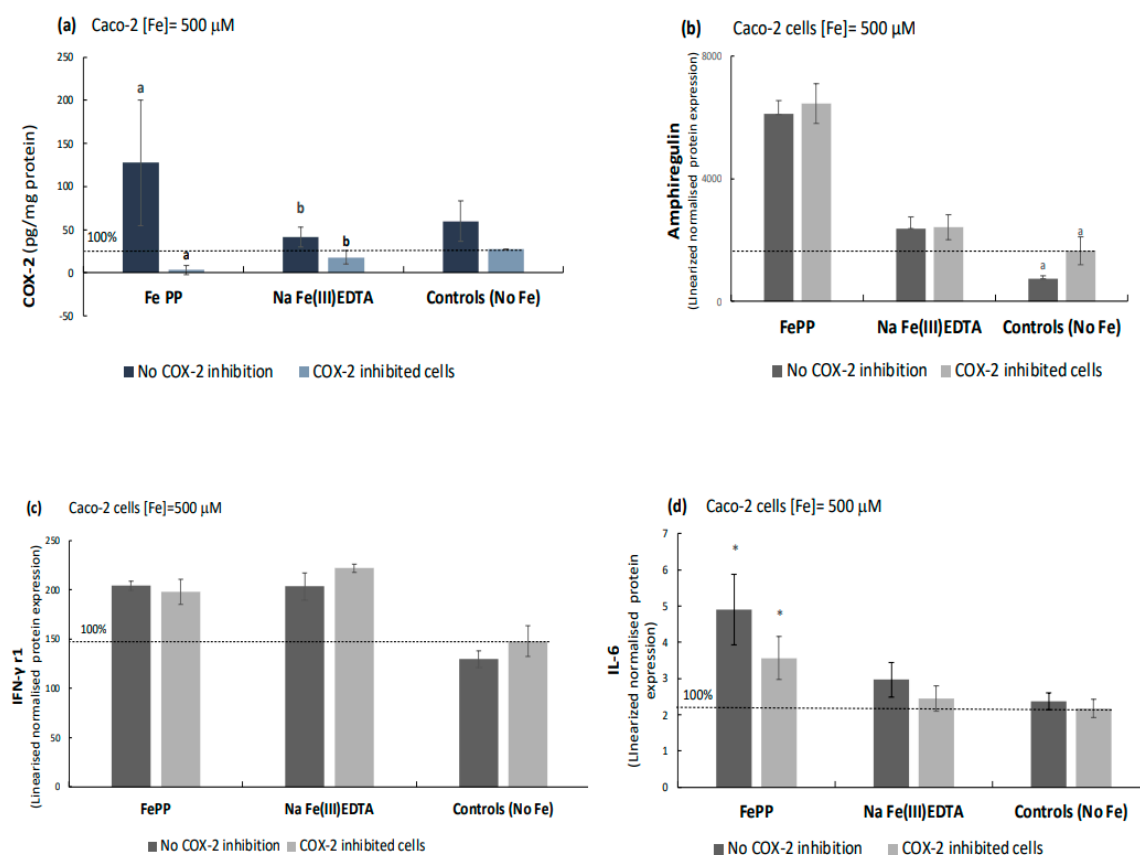 (a) Caco-2 [Fe]= 500 µM
COX-2 (pg/mg protein)
250
200
150
100
50
0
-50
100%
a
a
b
b
Fe PP
Na Fe(III)EDTA
Controls (No Fe)
No COX-2 inhibition
COX-2 inhibited cells
(b) Caco-2 cells [Fe]= 500 µM
Amphiregulin
(LInearized normalised protein expression)
8000
4000
0
a
a
FePP
Na Fe(III)EDTA
Controls (No Fe)
No COX-2 inhibition
COX-2 inhibited cells
(c) Caco-2 cells [Fe]=500 µM
IFN-γ r1
(Linearised normalised protein expression)
250
200
150
100
50
0
100%
FePP
Na Fe(III)EDTA
Controls (No Fe)
No COX-2 inhibition
COX-2 inhibited cells
(d) Caco-2 cells [Fe]= 500 µM
IL-6
(LInearized normalised protein
expression)
7
6
5
4
3
2
1
0
100%
*
*
FePP
Na Fe(III)EDTA
Controls (No Fe)
No COX-2 inhibition
COX-2 inhibited cells